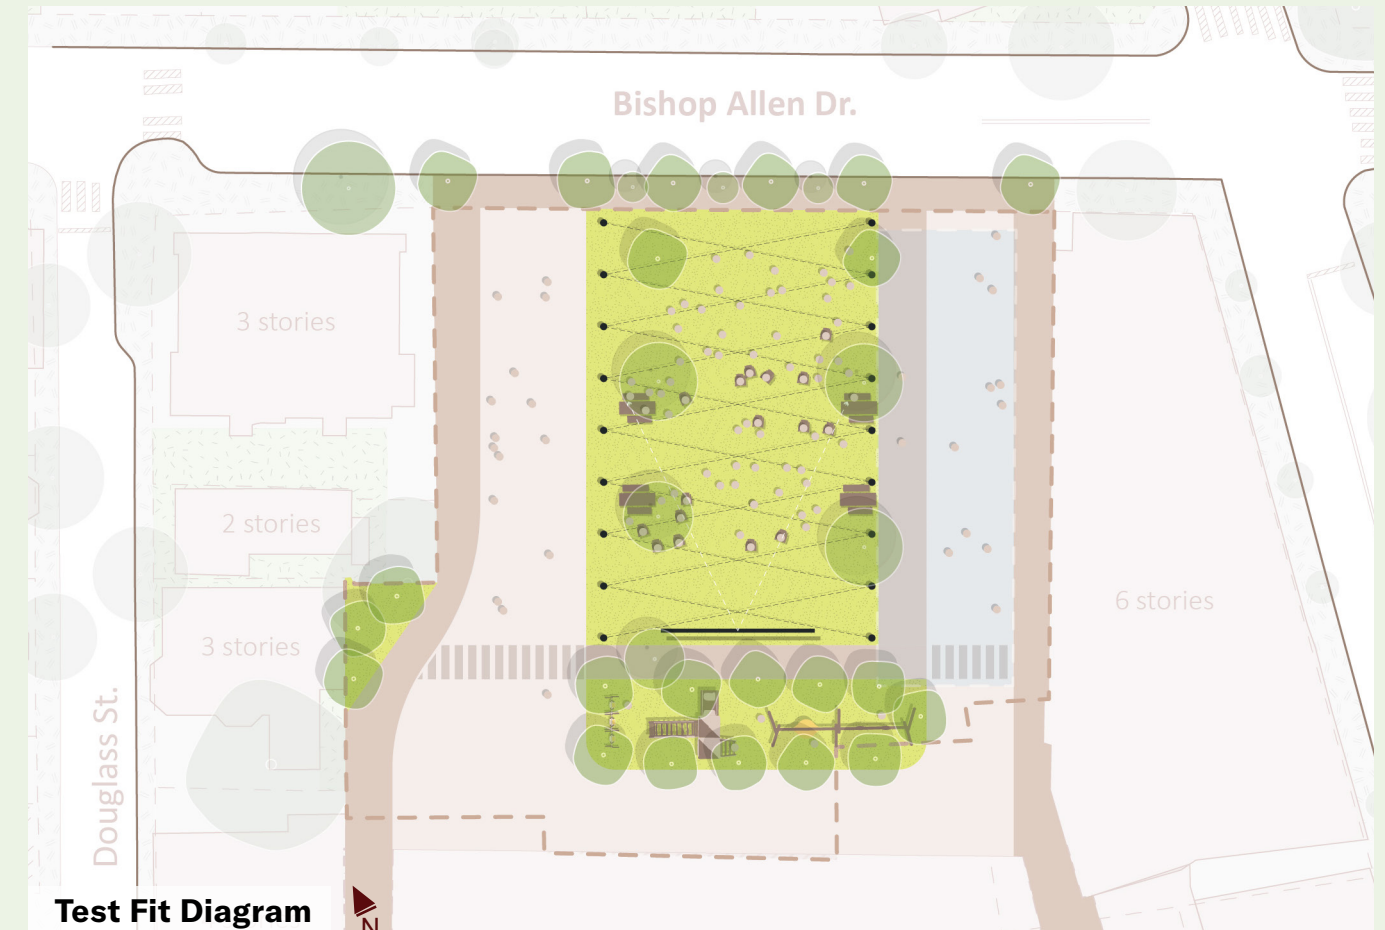 Bishop Allen Dr.
3 stories
2 stories
6 stories
3 stories
Douglass St.
Test Fit Diagram
N